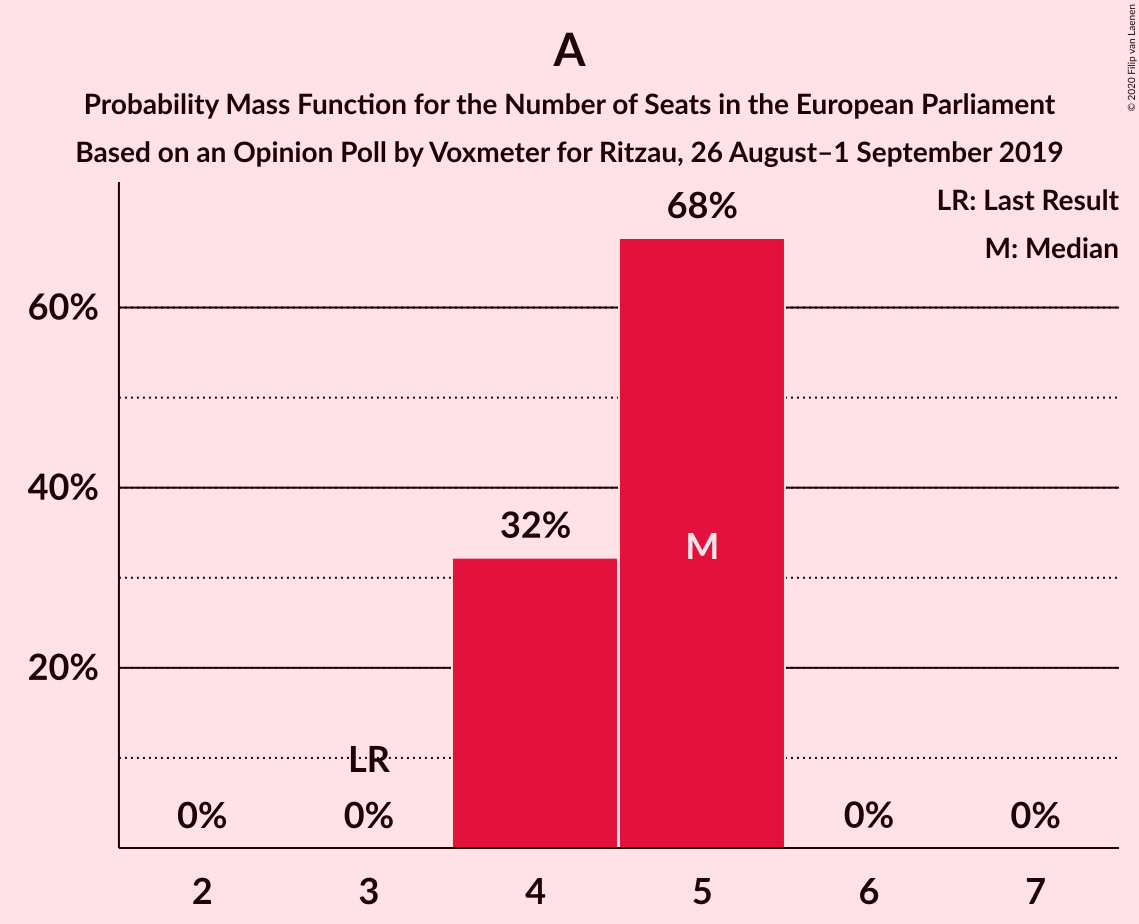 A
Probability Mass Function for the Number of Seats in the European Parliament
Based on an Opinion Poll by Voxmeter for Ritzau, 26 August–1 September 2019
© 2020 Filip van Laenen
LR: Last Result
M: Median
68%
60%
40%
32%
M
20%
LR
0%
0%
0%
0%
2
3
4
5
6
7